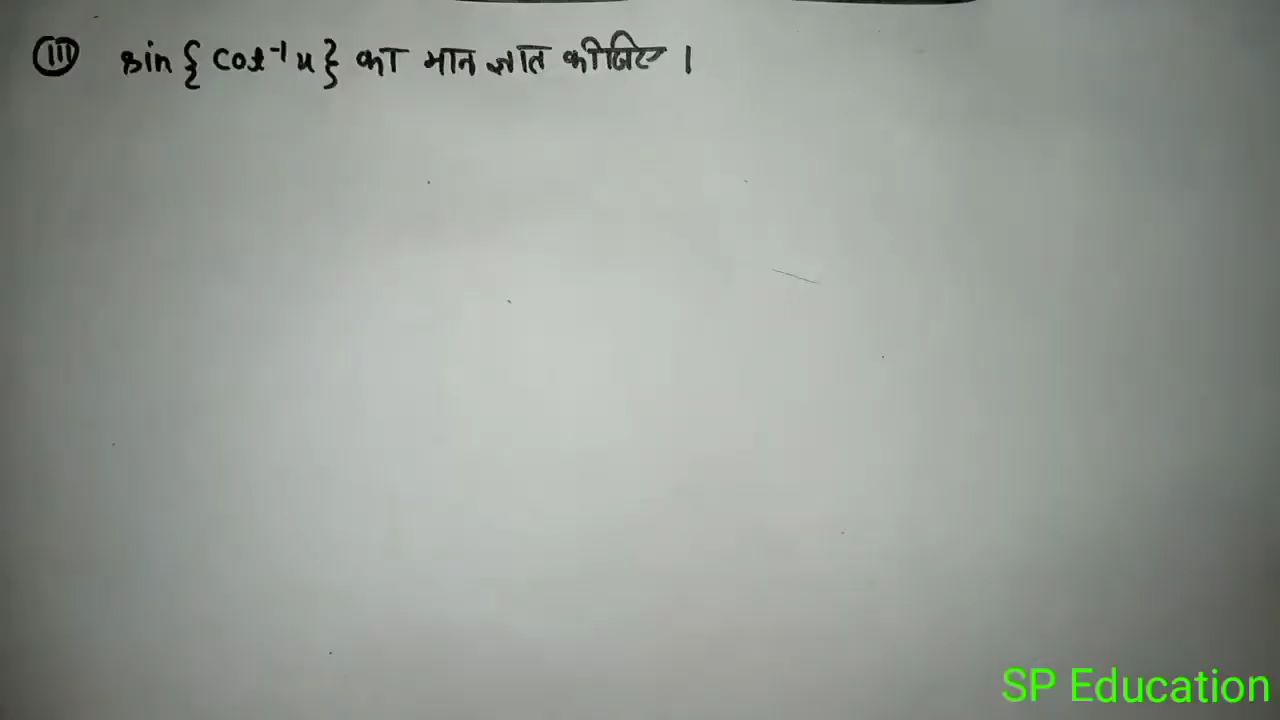 (III) sin{cot⁻¹x} का मान ज्ञात कीजिए।
SP Education